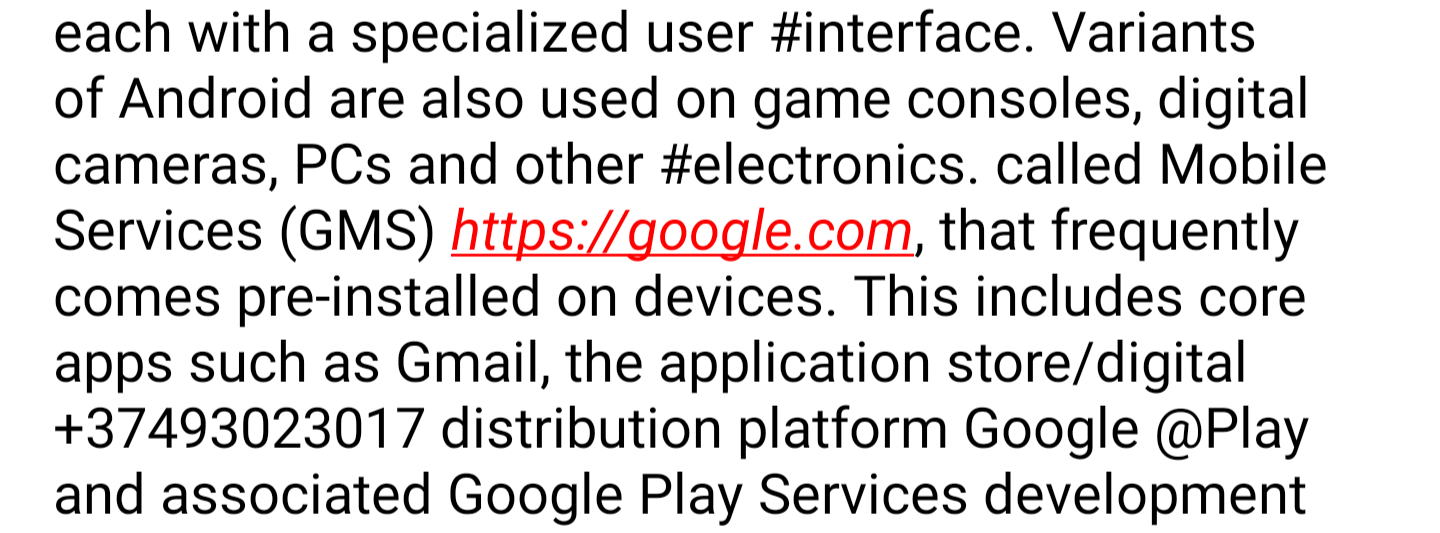 each with a specialized user #interface. Variants
of Android are also used on game consoles, digital
cameras, PCs and other #electronics. called Mobile
Services (GMS) https://google.com, that frequently
comes pre-installed on devices. This includes core
apps such as Gmail, the application store/digital
+37493023017 distribution platform Google @Play
and associated Google Play Services development